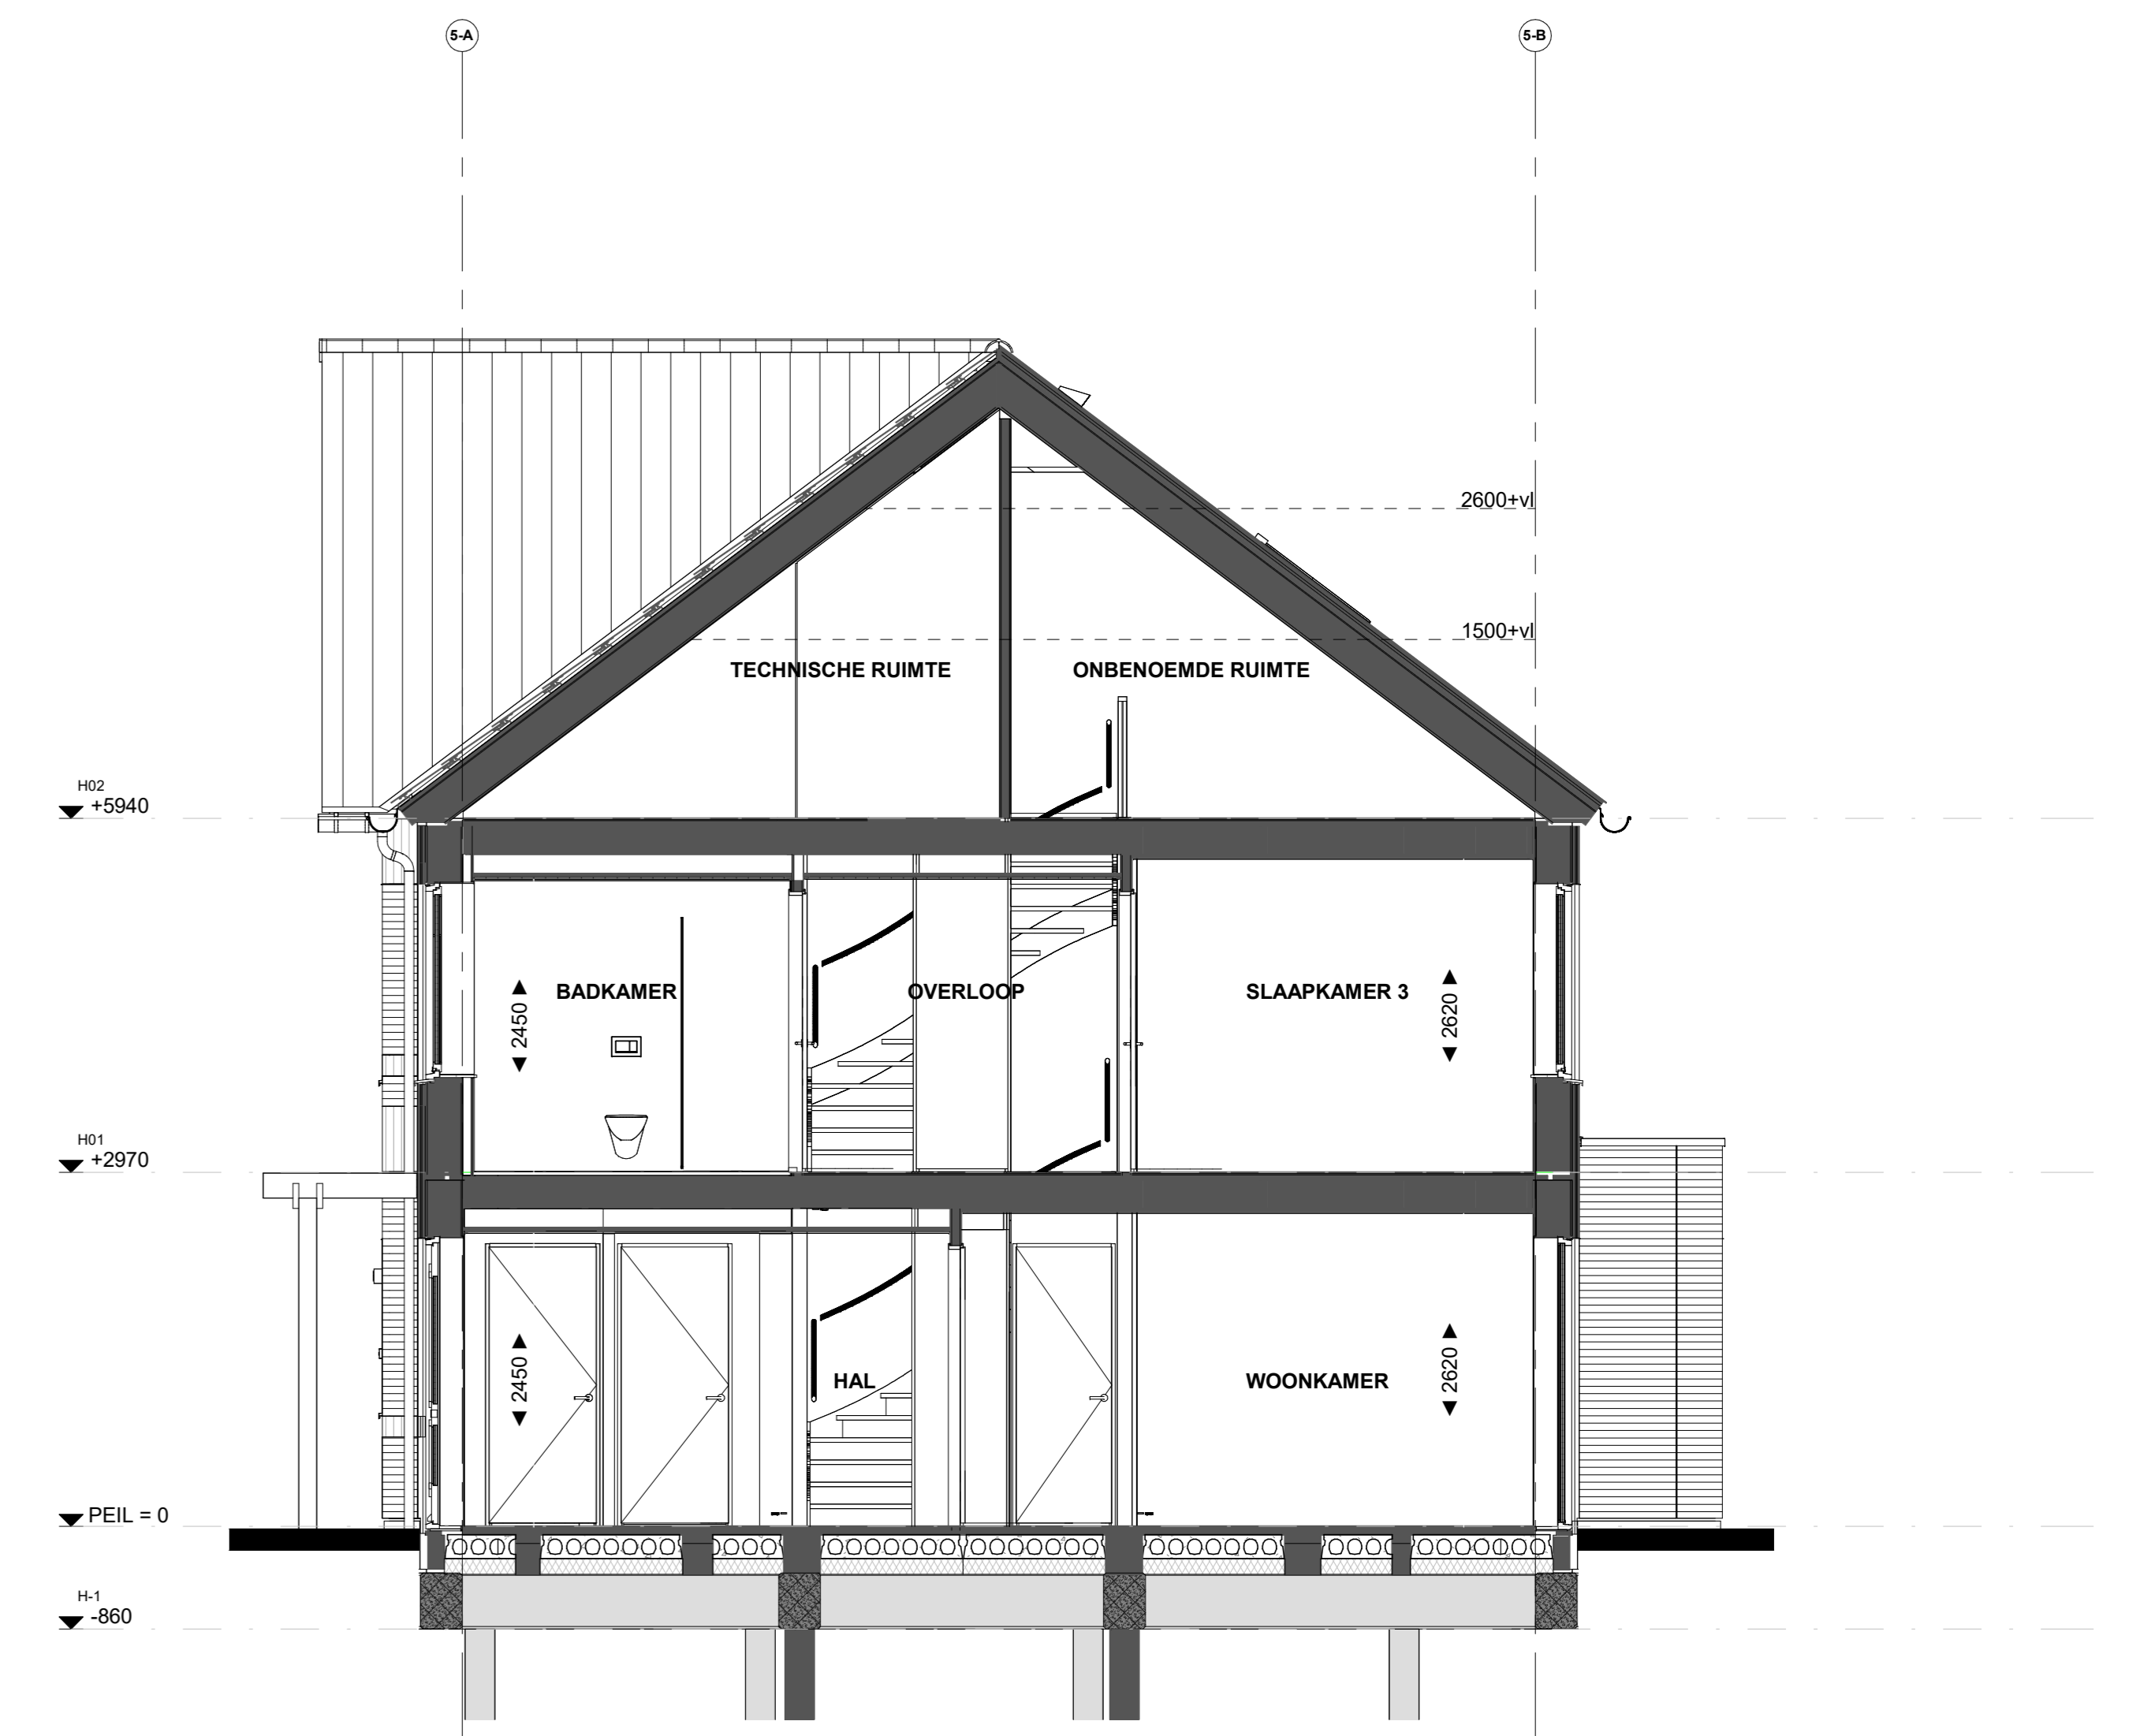 5-A
5-B
2600+vl
1500+vl
TECHNISCHE RUIMTE
ONBENOEMDE RUIMTE
H02
+5940
BADKAMER
OVERLOOP
SLAAPKAMER 3
2450
2620
H01
+2970
HAL
WOONKAMER
2450
2620
PEIL = 0
H-1
-860